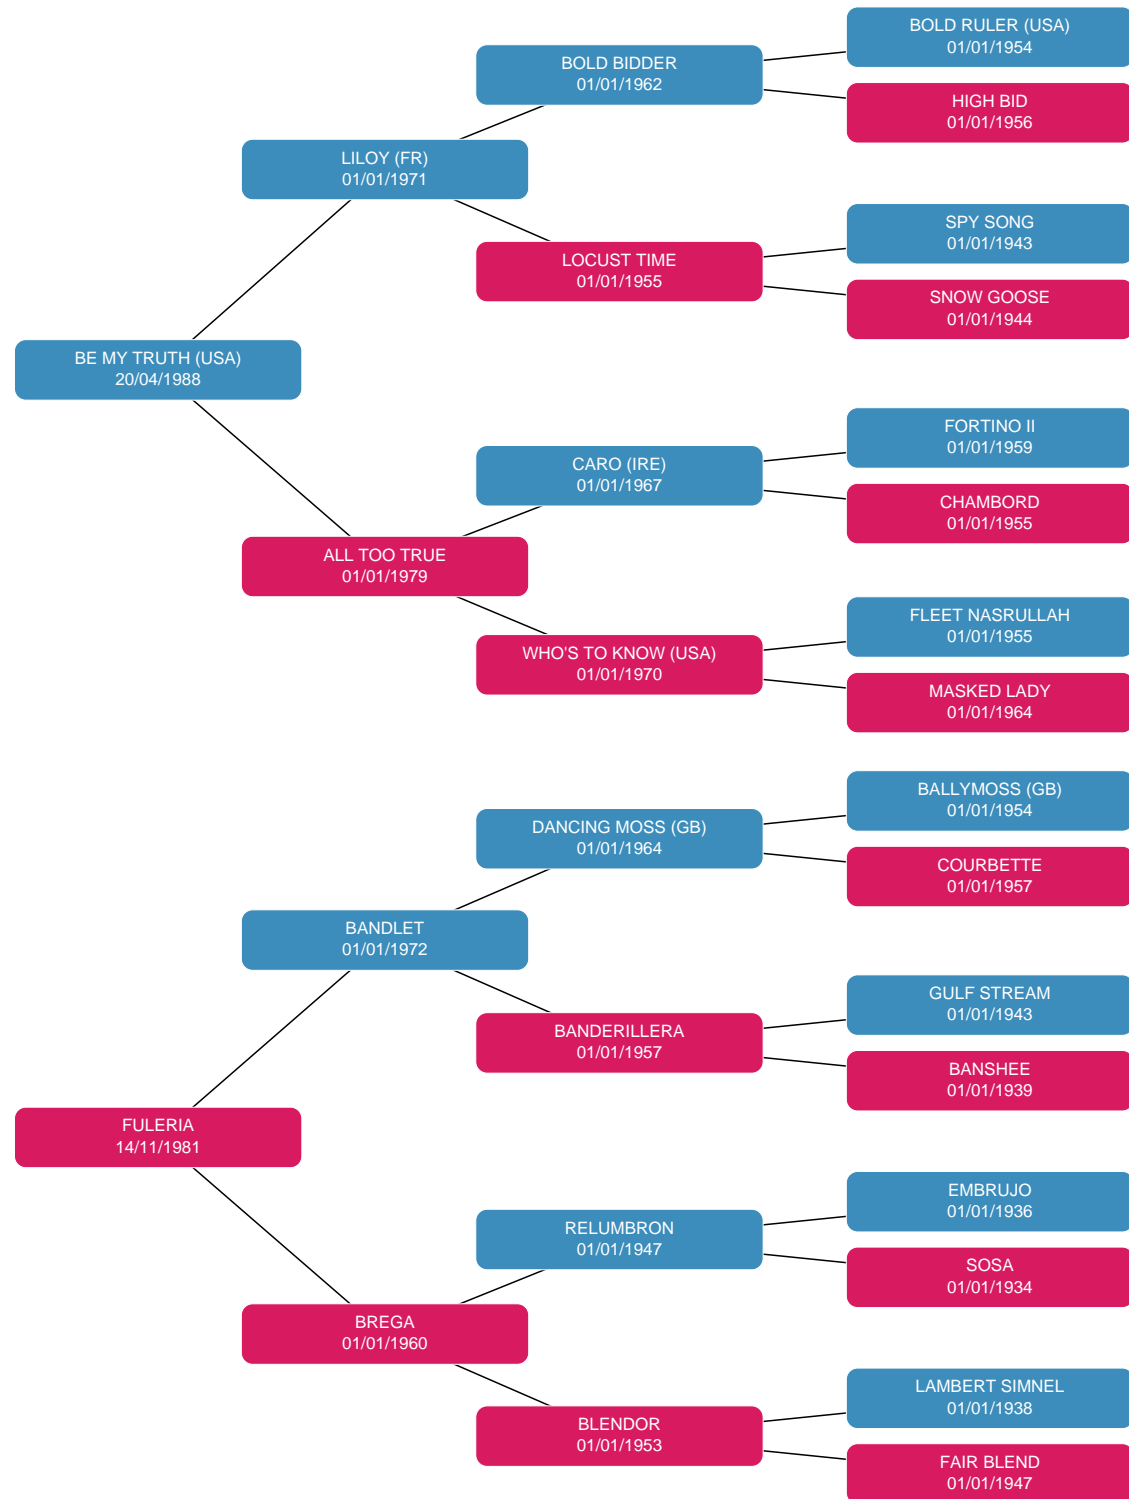 BOLD RULER (USA)
01/01/1954
BOLD BIDDER
01/01/1962
HIGH BID
01/01/1956
LILOY (FR)
01/01/1971
SPY SONG
01/01/1943
LOCUST TIME
01/01/1955
SNOW GOOSE
01/01/1944
BE MY TRUTH (USA)
20/04/1988
FORTINO II
01/01/1959
CARO (IRE)
01/01/1967
CHAMBORD
01/01/1955
ALL TOO TRUE
01/01/1979
FLEET NASRULLAH
01/01/1955
WHO'S TO KNOW (USA)
01/01/1970
MASKED LADY
01/01/1964
BALLYMOSS (GB)
01/01/1954
DANCING MOSS (GB)
01/01/1964
COURBETTE
01/01/1957
BANDLET
01/01/1972
GULF STREAM
01/01/1943
BANDERILLERA
01/01/1957
BANSHEE
01/01/1939
FULERIA
14/11/1981
EMBRUJO
01/01/1936
RELUMBRON
01/01/1947
SOSA
01/01/1934
BREGA
01/01/1960
LAMBERT SIMNEL
01/01/1938
BLENDOR
01/01/1953
FAIR BLEND
01/01/1947